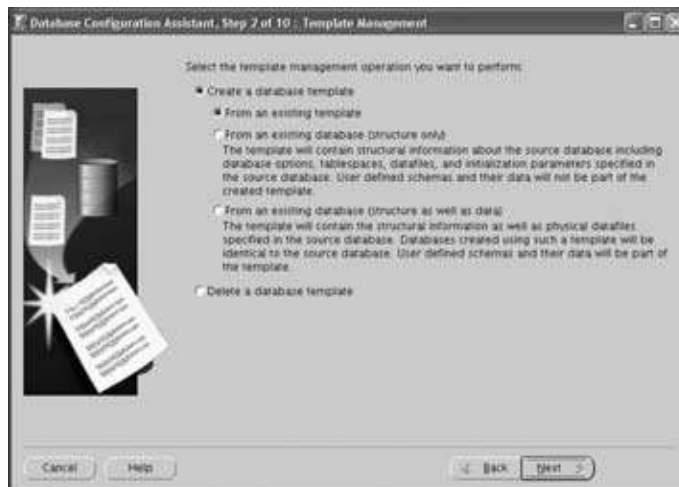 Database Configuration Assistant, Step 2 of 10 : Template Management
Select the template management operation you want to perform:
Create a database template
From an existing template
From an existing database (structure only)
The template will contain structural information about the source database including
database options, tablespaces, datafiles, and initialization parameters specified in
the source database. User defined schemas and their data will not be part of the
created template.
From an existing database (structure as well as data)
The template will contain the structural information as well as physical datafiles
specified in the source database. Databases created using such a template will be
identical to the source database. User defined schemas and their data will be part of
the template.
Delete a database template
Cancel
Help
Back
Next